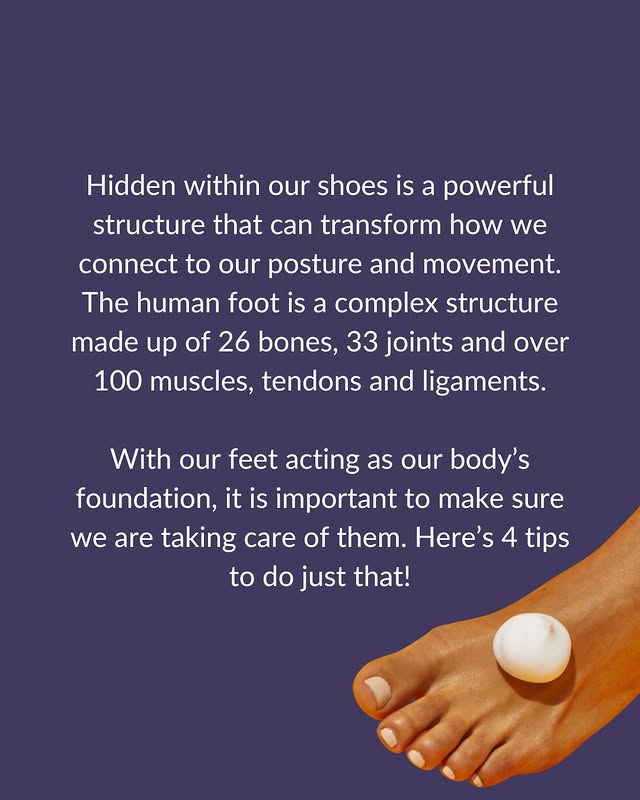 Hidden within our shoes is a powerful
structure that can transform how we
connect to our posture and movement.
The human foot is a complex structure
made up of 26 bones, 33 joints and over
100 muscles, tendons and ligaments.
With our feet acting as our body’s
foundation, it is important to make sure
we are taking care of them. Here’s 4 tips
to do just that!